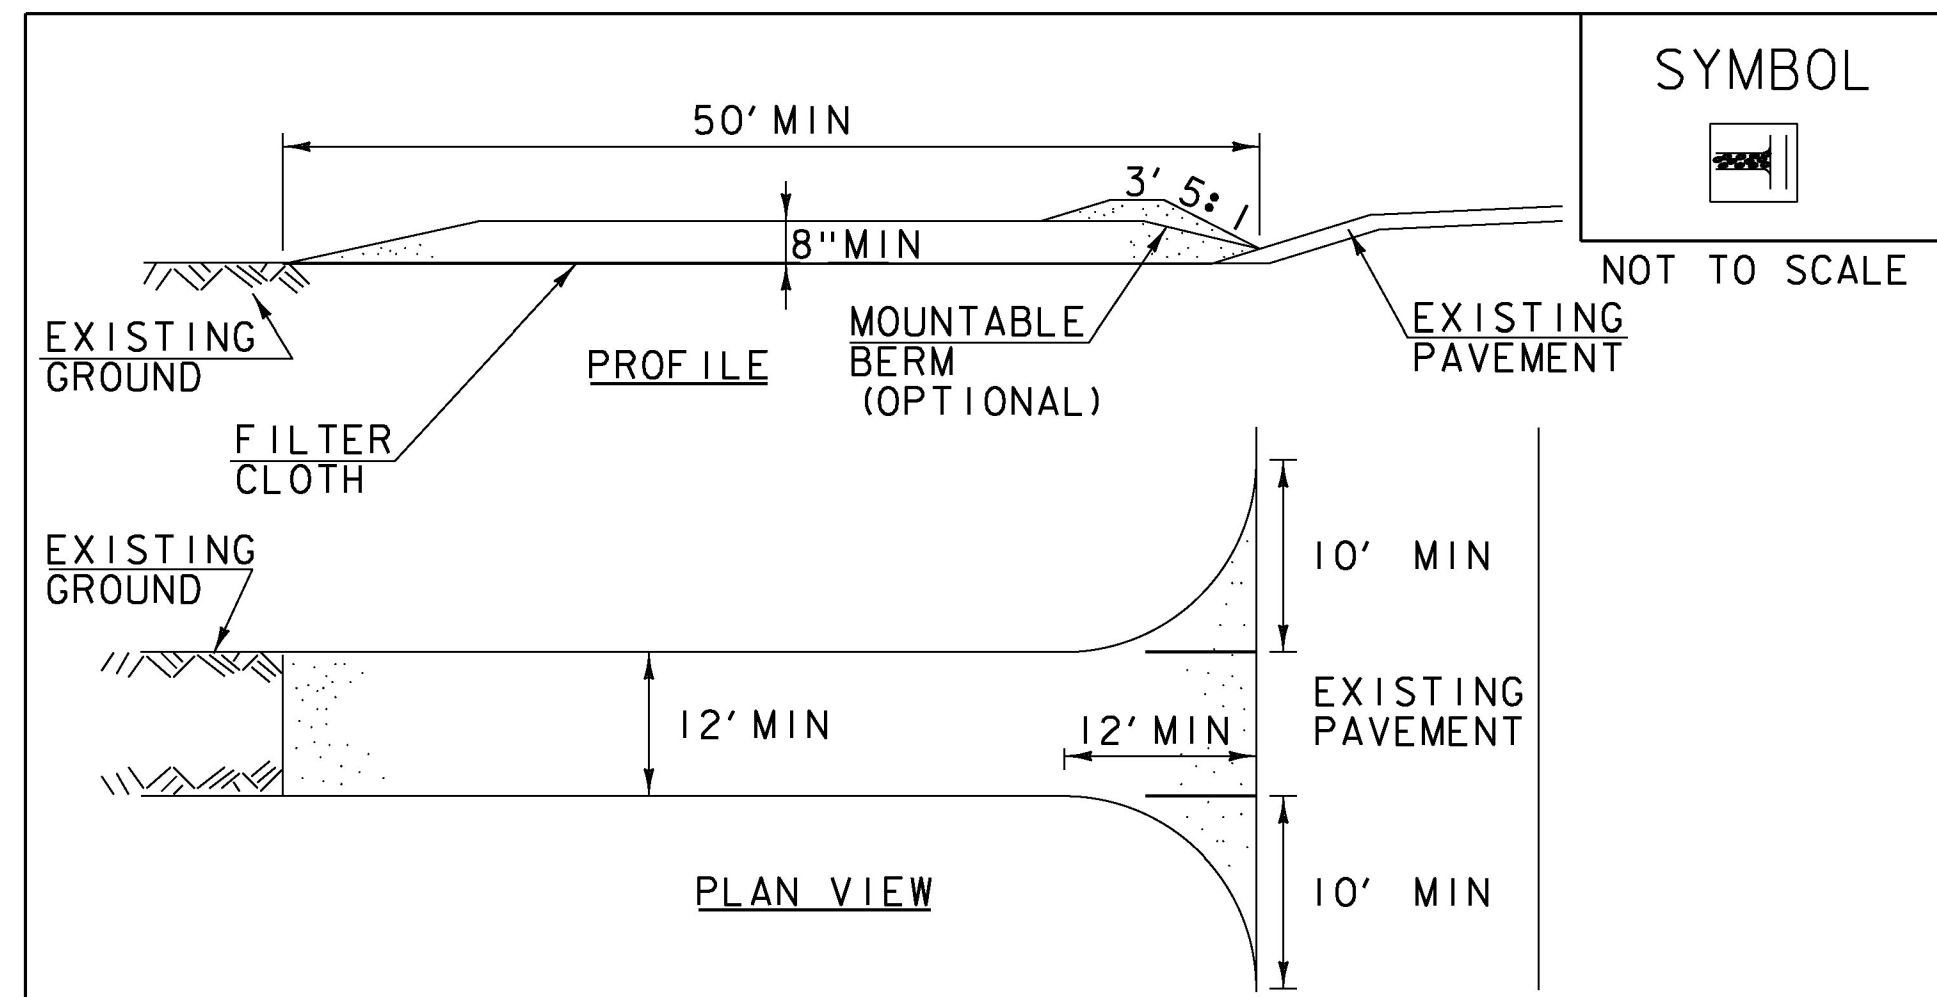 SYMBOL
NOT TO SCALE
50' MIN
3' 5:1
8" MIN
EXISTING
GROUND
PROFILE
MOUNTABLE
BERM
(OPTIONAL)
EXISTING
PAVEMENT
FILTER
CLOTH
EXISTING
GROUND
10' MIN
12' MIN
12' MIN
EXISTING
PAVEMENT
10' MIN
PLAN VIEW